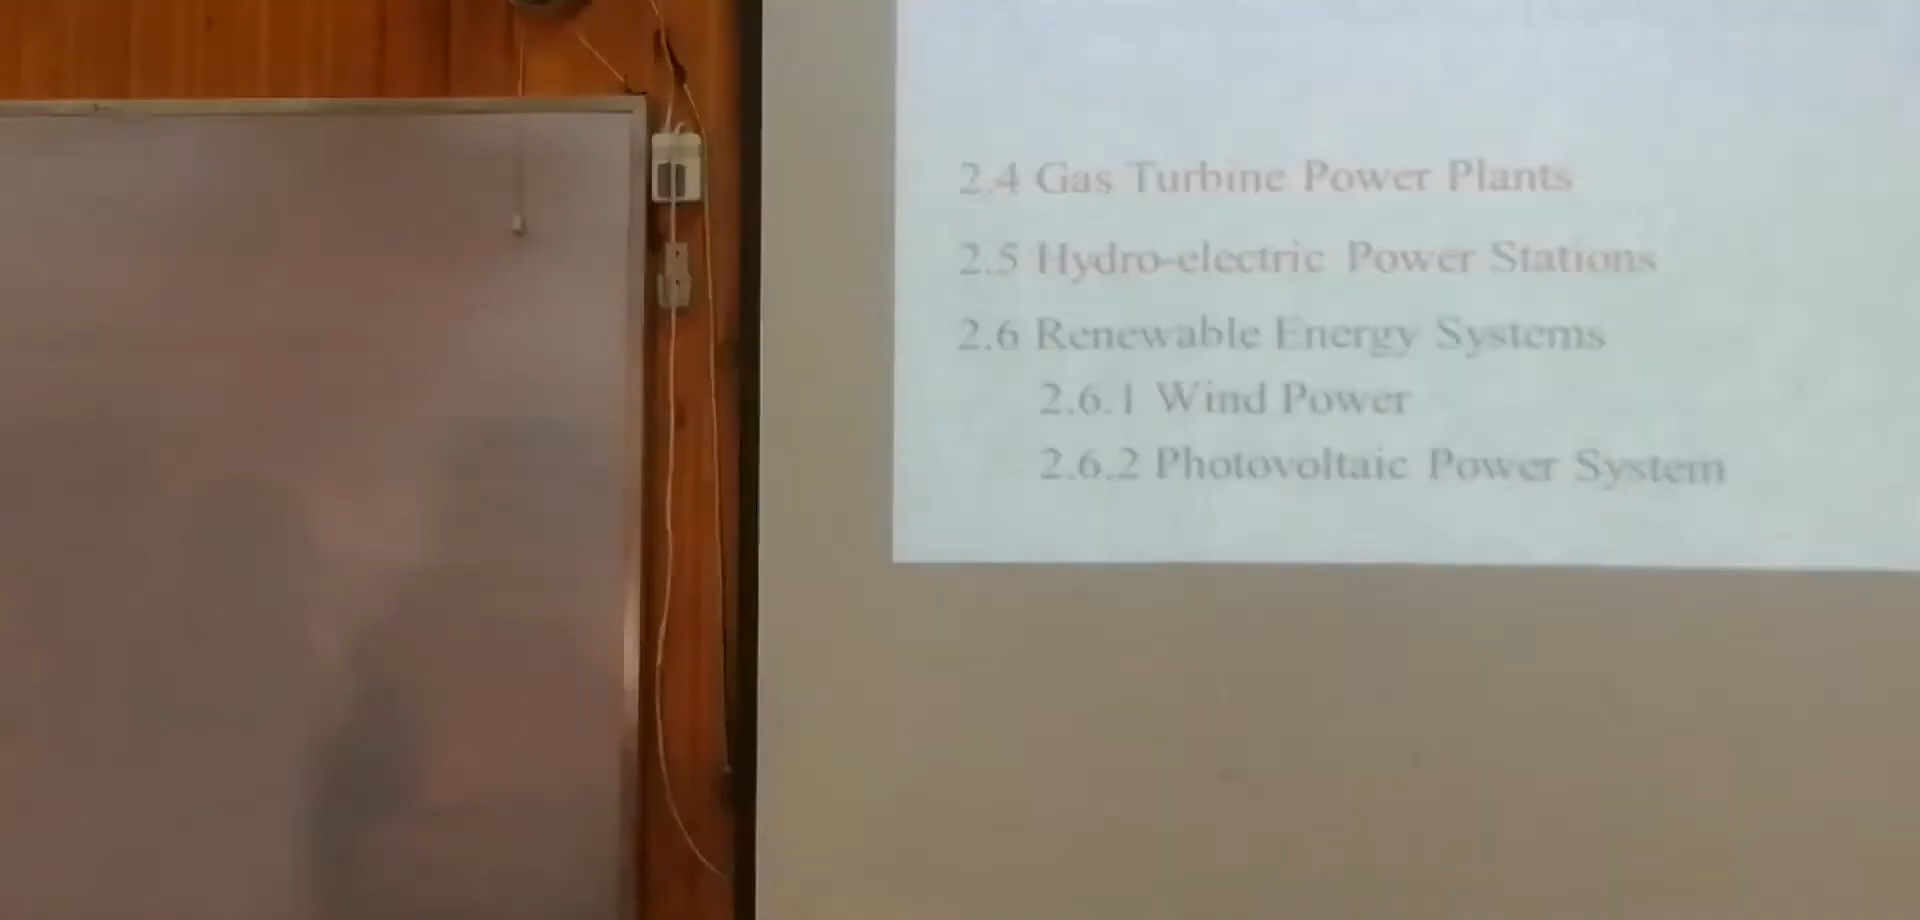 2.4 Gas Turbine Power Plants
2.5 Hydro-electric Power Stations
2.6 Renewable Energy Systems
2.6.1 Wind Power
2.6.2 Photovoltaic Power System